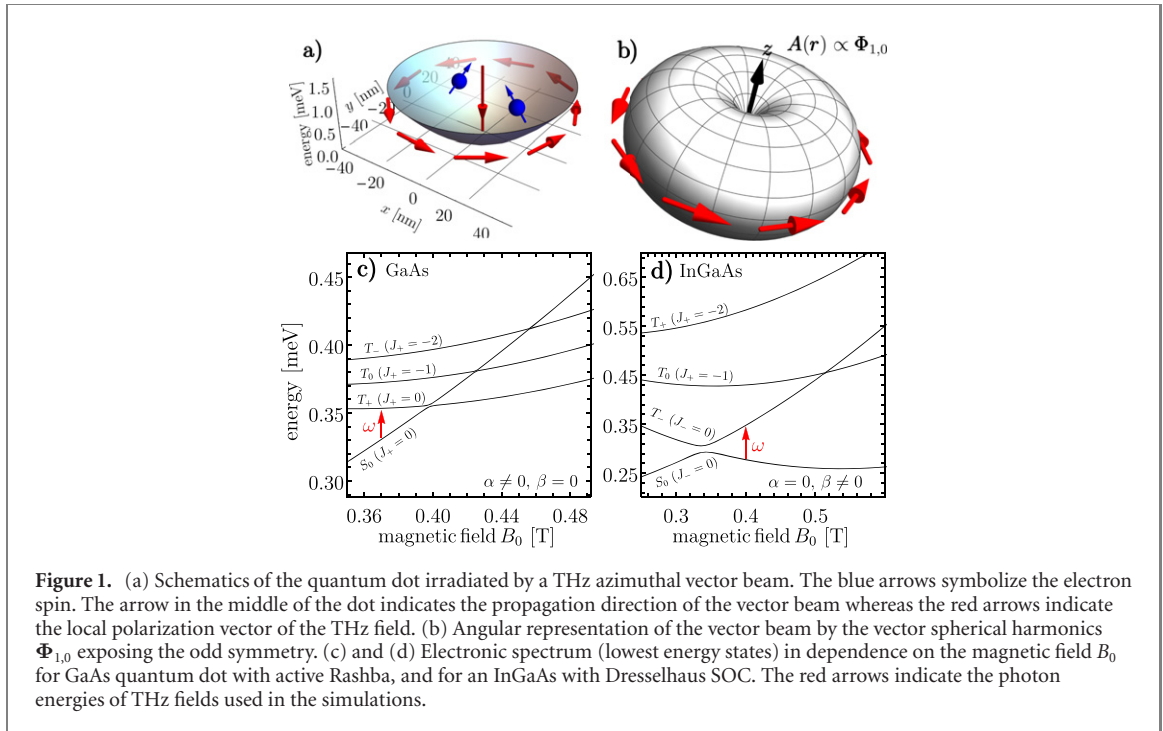 a)
energy [meV]
1.5
1.0
0.5
0.0
y [nm]
20
0
−20
−40
−40
−20
0
20
40
x [nm]
b)
z
A(r) ∝ Φ1,0
c) GaAs
energy [meV]
0.45
0.40
0.35
0.30
T− (J+ = −2)
T0 (J+ = −1)
T+ (J+ = 0)
ω
S0 (J+ = 0)
α ≠ 0, β = 0
0.36 0.40 0.44 0.48
magnetic field B0 [T]
d) InGaAs
0.65
0.55
0.45
0.35
0.25
T+ (J+ = −2)
T0 (J+ = −1)
T− (J− = 0)
ω
S0 (J− = 0)
α = 0, β ≠ 0
0.3 0.4 0.5
magnetic field B0 [T]
Figure 1. (a) Schematics of the quantum dot irradiated by a THz azimuthal vector beam. The blue arrows symbolize the electron
spin. The arrow in the middle of the dot indicates the propagation direction of the vector beam whereas the red arrows indicate
the local polarization vector of the THz field. (b) Angular representation of the vector beam by the vector spherical harmonics
Φ1,0 exposing the odd symmetry. (c) and (d) Electronic spectrum (lowest energy states) in dependence on the magnetic field B0
for GaAs quantum dot with active Rashba, and for an InGaAs with Dresselhaus SOC. The red arrows indicate the photon
energies of THz fields used in the simulations.